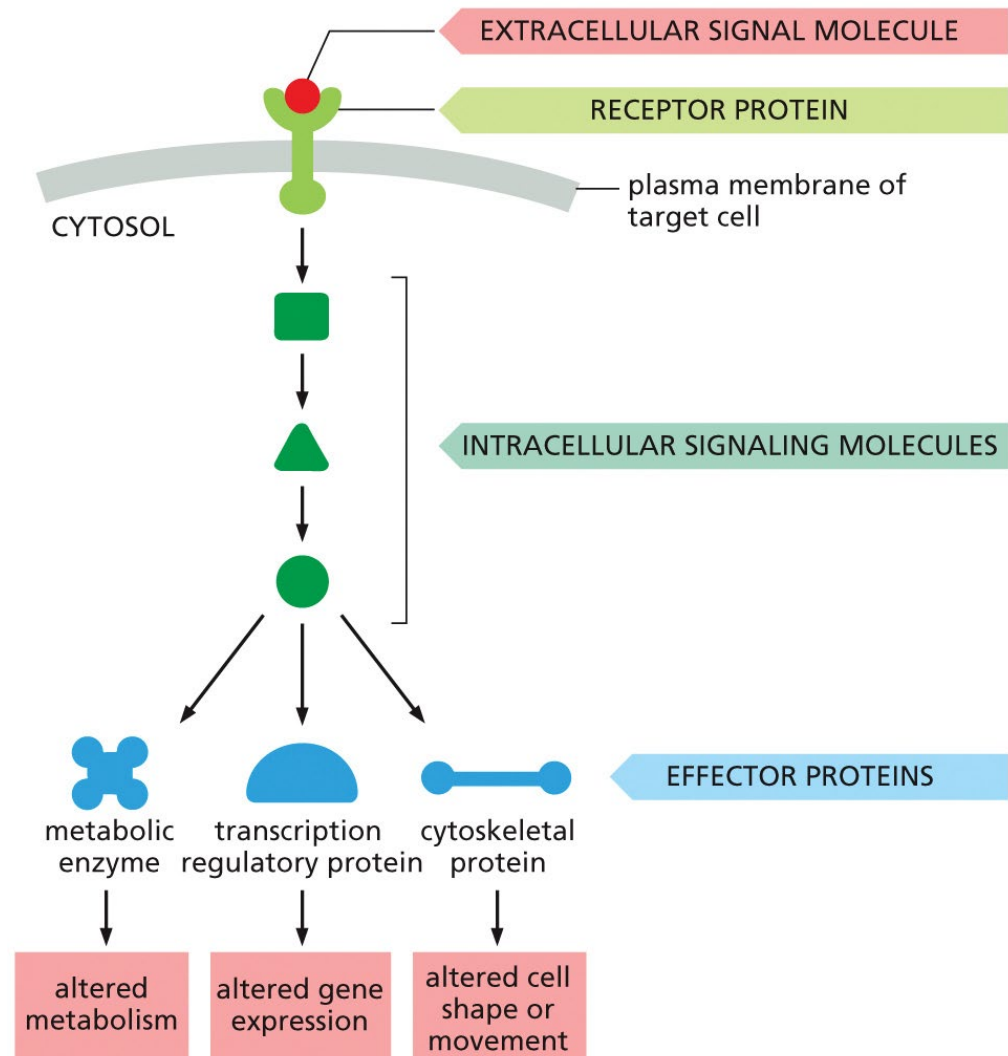 EXTRACELLULAR SIGNAL MOLECULE
RECEPTOR PROTEIN
plasma membrane of
target cell
CYTOSOL
INTRACELLULAR SIGNALING MOLECULES
EFFECTOR PROTEINS
metabolic
enzyme
transcription
regulatory protein
cytoskeletal
protein
altered
metabolism
altered gene
expression
altered cell
shape or
movement